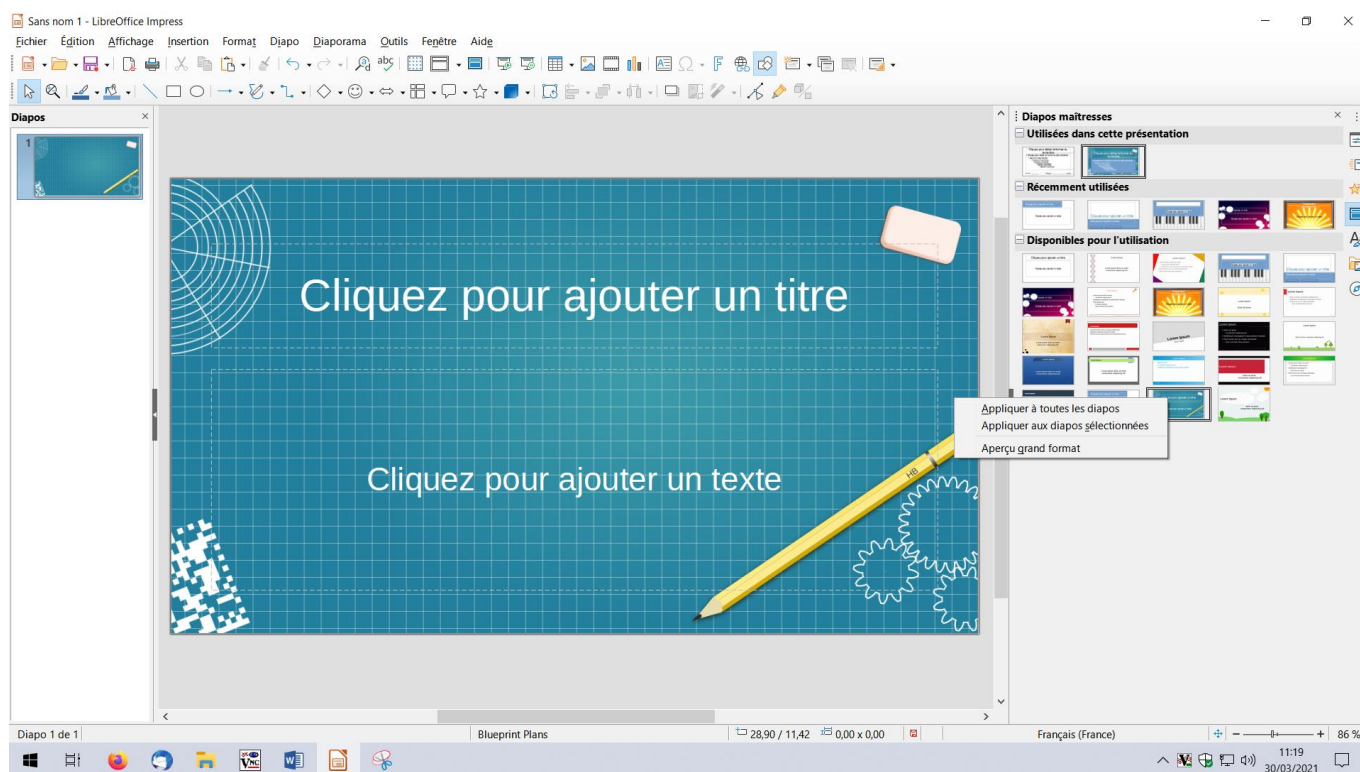 Sans nom 1 - LibreOffice Impress
Fichier Édition Affichage Insertion Format Diapo Diaporama Outils Fenêtre Aide
Diapos
1
Cliquez pour ajouter un titre
Cliquez pour ajouter un texte
HB
Diapos maîtresses
Utilisées dans cette présentation
Récemment utilisées
Disponibles pour l'utilisation
Appliquer à toutes les diapos
Appliquer aux diapos sélectionnées
Aperçu grand format
Diapo 1 de 1
Blueprint Plans
28,90 / 11,42
0,00 x 0,00
Français (France)
86 %
11:19
30/03/2021